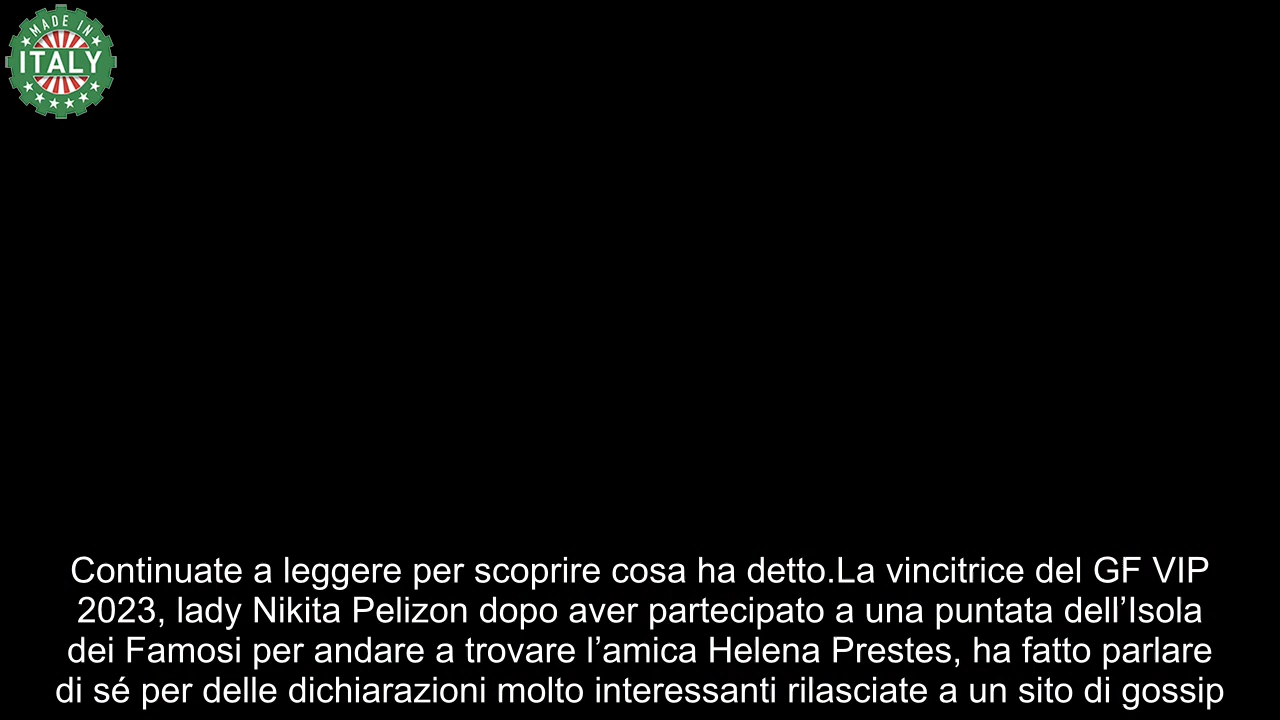 MADE IN
ITALY
Continuate a leggere per scoprire cosa ha detto.La vincitrice del GF VIP
2023, lady Nikita Pelizon dopo aver partecipato a una puntata dell’Isola
dei Famosi per andare a trovare l’amica Helena Prestes, ha fatto parlare
di sé per delle dichiarazioni molto interessanti rilasciate a un sito di gossip